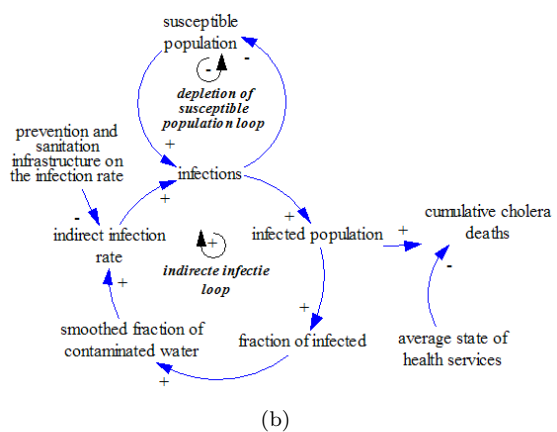 susceptible
population
-
-
depletion of
susceptible
population loop
prevention and
sanitation
infrastructure on
the infection rate
+
infections
+
-
+
cumulative cholera
deaths
indirect infection
rate
+
infected population
+
indirecte infectie
loop
-
+
+
smoothed fraction of
contaminated water
fraction of infected
average state of
health services
+
(b)